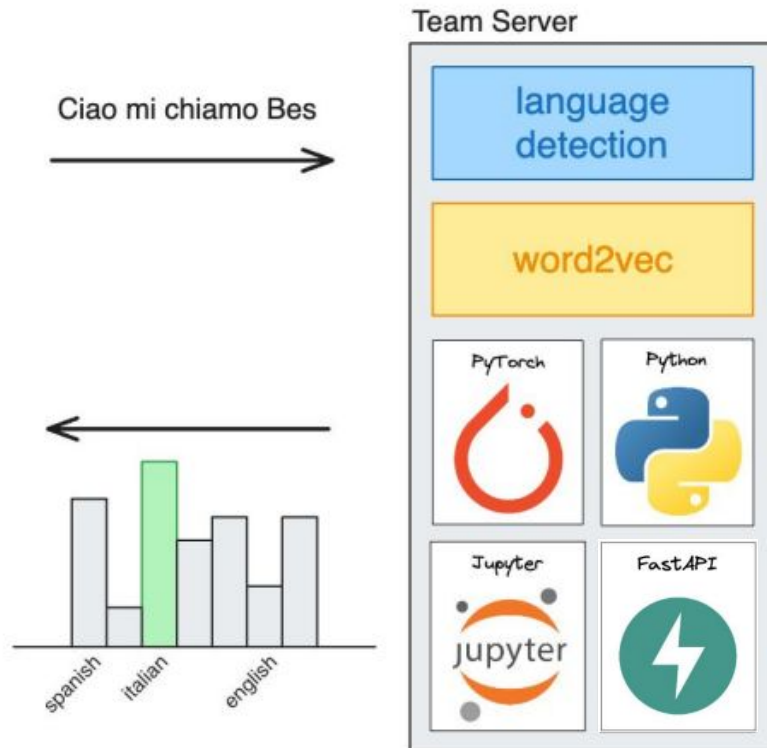 Team Server
Ciao mi chiamo Bes
language
detection
word2vec
PyTorch
Python
Jupyter
FastAPI
jupyter
spanish
italian
english